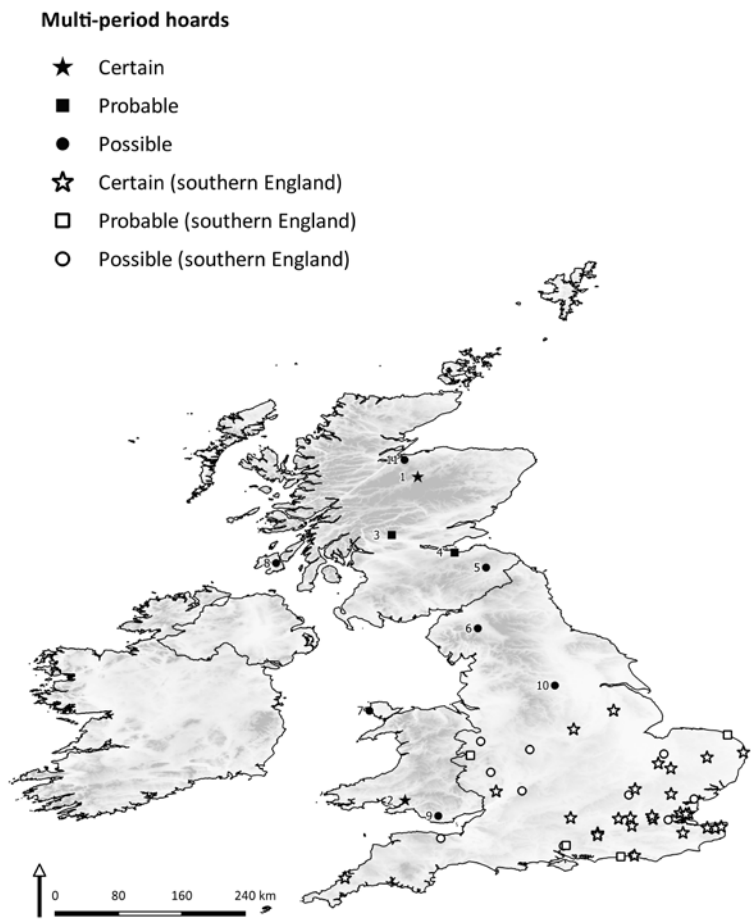 Multi-period hoards
Certain
Probable
Possible
Certain (southern England)
Probable (southern England)
Possible (southern England)
11
1
3
4
8
5
6
10
7
2
9
0 80 160 240 km